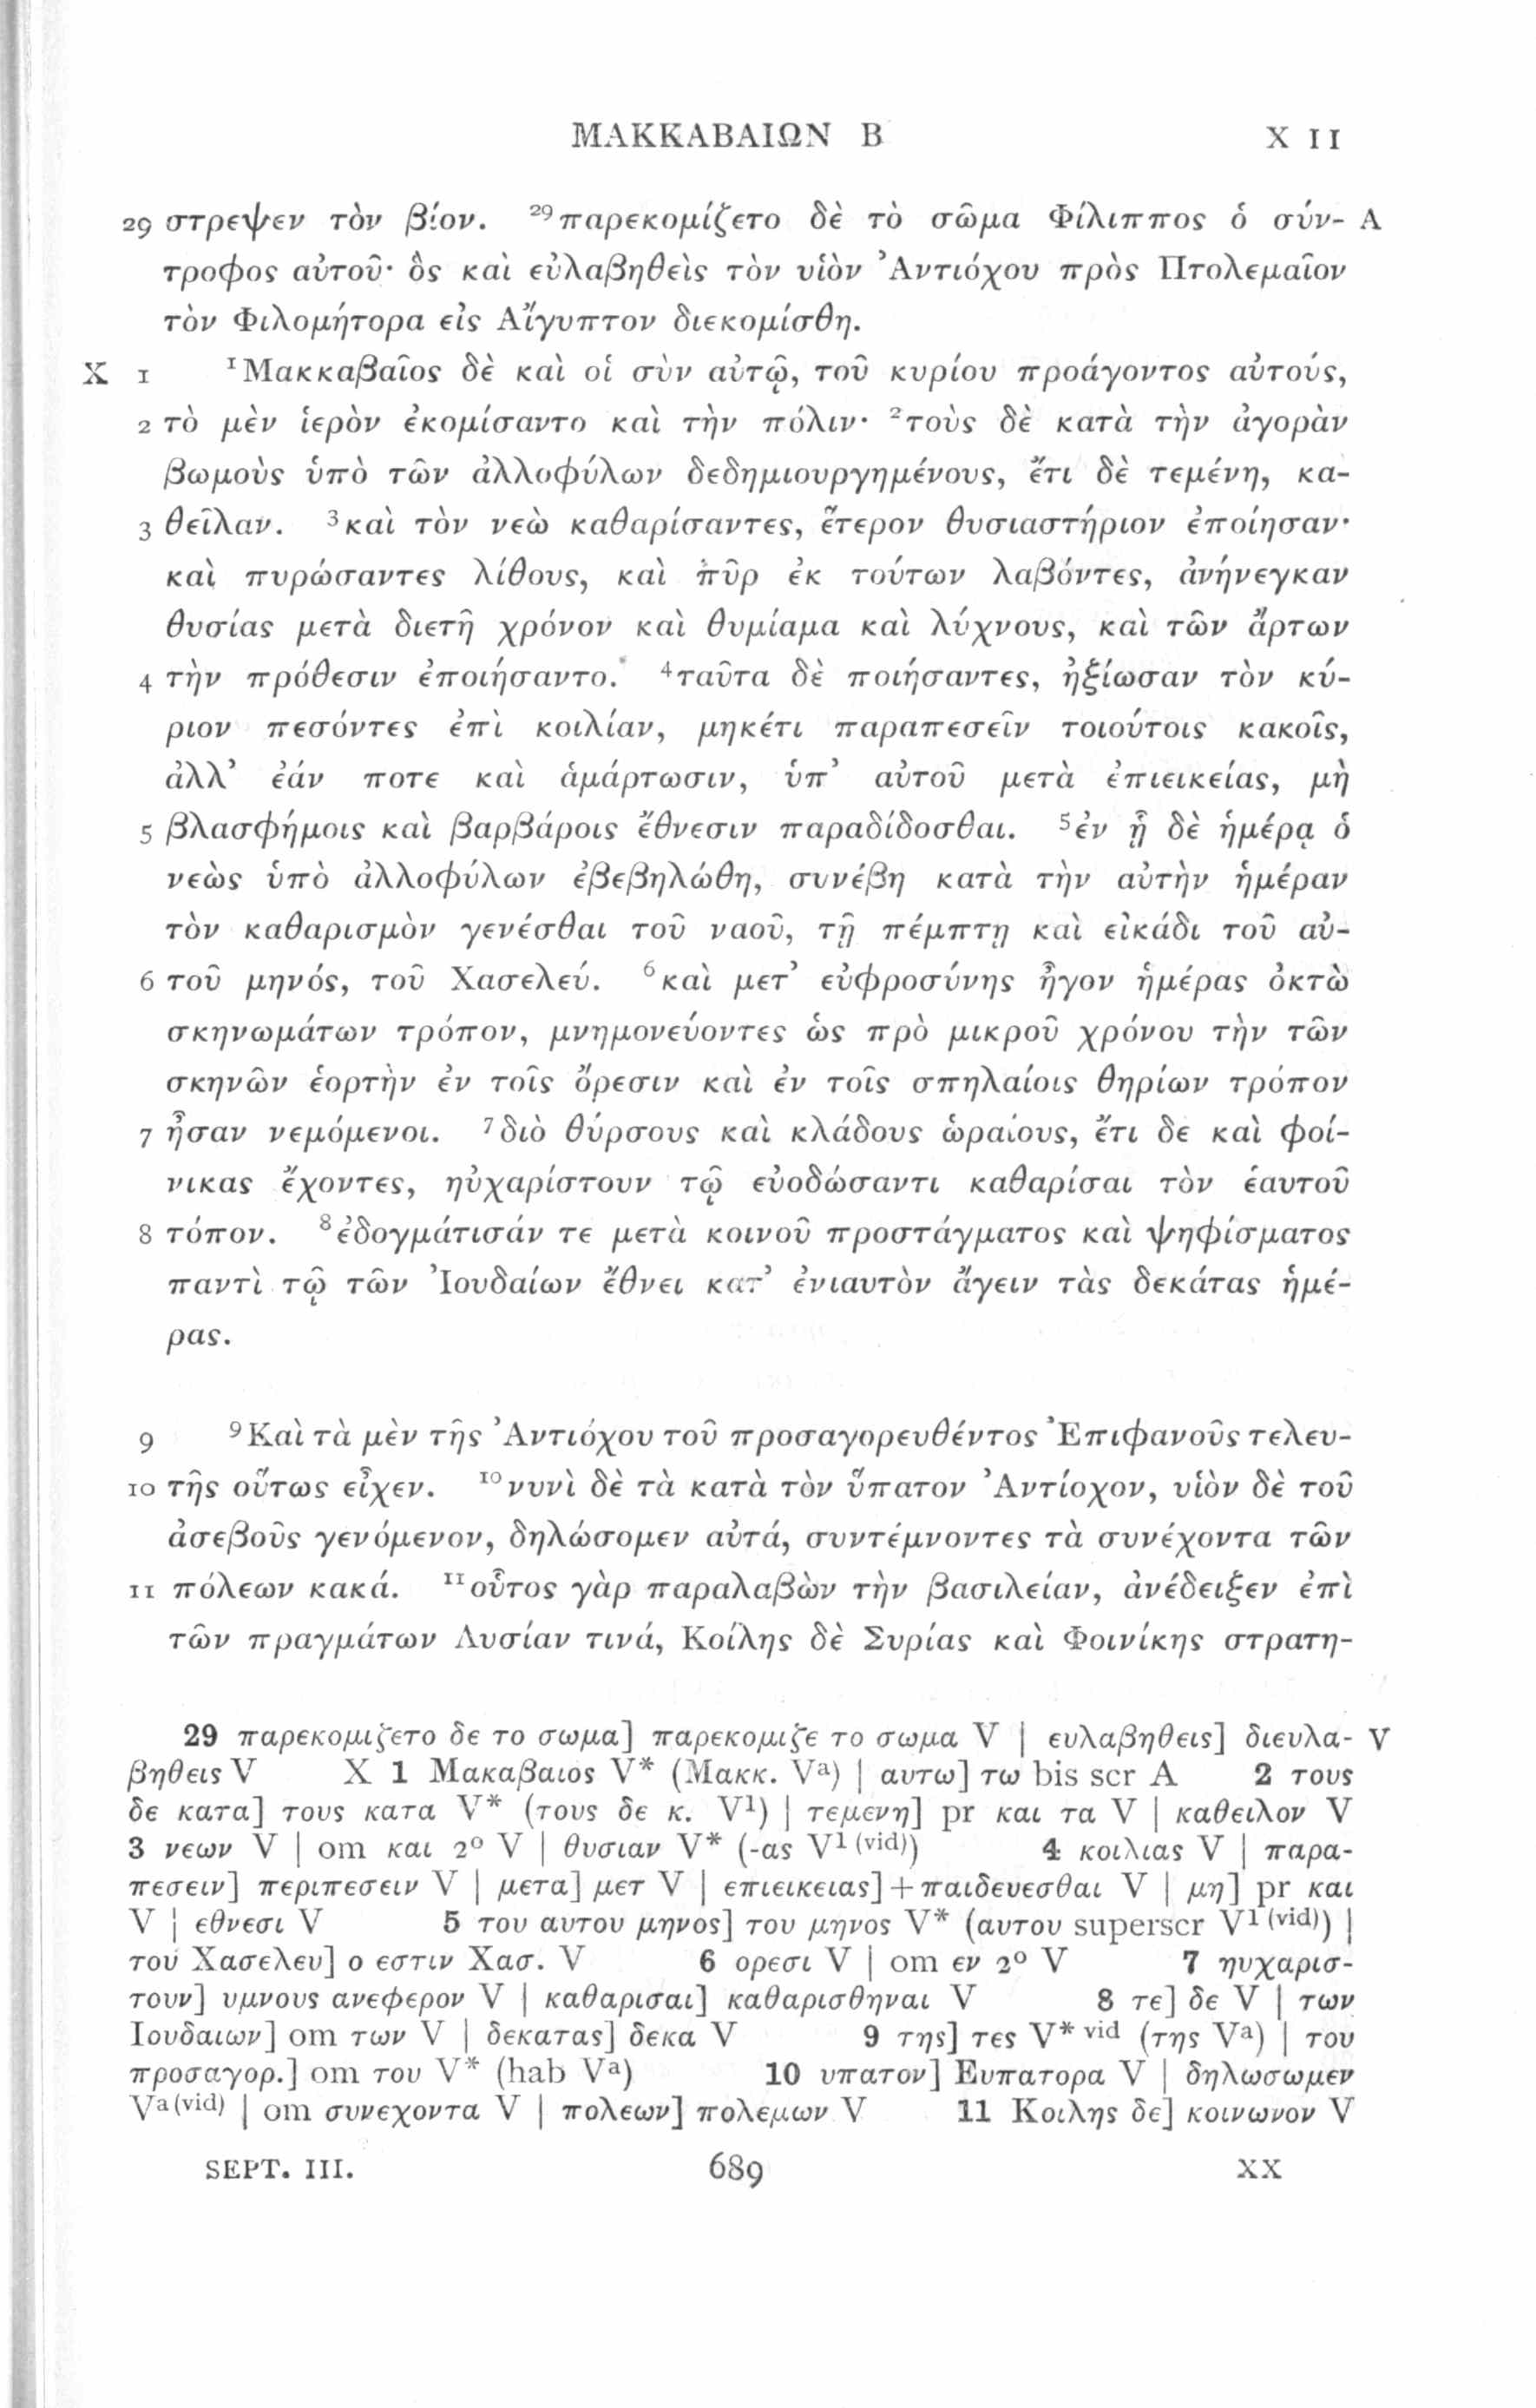 ΜΑΚΚΑΒΑΙΩΝ Β X 11
29 στρεψεν τὸν βίον. ²⁹παρεκομίζετο δὲ τὸ σῶμα Φίλιππος ὁ σύν- A
τροφος αὐτοῦ· ὃς καὶ εὐλαβηθεὶς τὸν υἱὸν Ἀντιόχου πρὸς Πτολεμαῖον
τὸν Φιλομήτορα εἰς Αἴγυπτον διεκομίσθη.
X 1 ¹Μακκαβαῖος δὲ καὶ οἱ σὺν αὐτῷ, τοῦ κυρίου προάγοντος αὐτούς,
2 τὸ μὲν ἱερὸν ἐκομίσαντο καὶ τὴν πόλιν· ²τοὺς δὲ κατὰ τὴν ἀγορὰν
βωμοὺς ὑπὸ τῶν ἀλλοφύλων δεδημιουργημένους, ἔτι δὲ τεμένη, κα-
3 θεῖλαν. ³καὶ τὸν νεὼ καθαρίσαντες, ἕτερον θυσιαστήριον ἐποίησαν·
καὶ πυρώσαντες λίθους, καὶ πῦρ ἐκ τούτων λαβόντες, ἀνήνεγκαν
θυσίας μετὰ διετῆ χρόνον καὶ θυμίαμα καὶ λύχνους, καὶ τῶν ἄρτων
4 τὴν πρόθεσιν ἐποιήσαντο. ⁴ταῦτα δὲ ποιήσαντες, ἠξίωσαν τὸν κύ-
ριον πεσόντες ἐπὶ κοιλίαν, μηκέτι παραπεσεῖν τοιούτοις κακοῖς,
ἀλλ᾽ ἐάν ποτε καὶ ἁμάρτωσιν, ὑπ᾽ αὐτοῦ μετὰ ἐπιεικείας, μὴ
5 βλασφήμοις καὶ βαρβάροις ἔθνεσιν παραδίδοσθαι. ⁵ἐν ᾗ δὲ ἡμέρᾳ ὁ
νεὼς ὑπὸ ἀλλοφύλων ἐβεβηλώθη, συνέβη κατὰ τὴν αὐτὴν ἡμέραν
τὸν καθαρισμὸν γενέσθαι τοῦ ναοῦ, τῇ πέμπτῃ καὶ εἰκάδι τοῦ αὐ-
6 τοῦ μηνός, τοῦ Χασελεύ. ⁶καὶ μετ᾽ εὐφροσύνης ἦγον ἡμέρας ὀκτὼ
σκηνωμάτων τρόπον, μνημονεύοντες ὡς πρὸ μικροῦ χρόνου τὴν τῶν
σκηνῶν ἑορτὴν ἐν τοῖς ὄρεσιν καὶ ἐν τοῖς σπηλαίοις θηρίων τρόπον
7 ἦσαν νεμόμενοι. ⁷διὸ θύρσους καὶ κλάδους ὡραίους, ἔτι δε καὶ φοί-
νικας ἔχοντες, ηὐχαρίστουν τῷ εὐοδώσαντι καθαρίσαι τὸν ἑαυτοῦ
8 τόπον. ⁸ἐδογμάτισάν τε μετὰ κοινοῦ προστάγματος καὶ ψηφίσματος
παντὶ τῷ τῶν Ἰουδαίων ἔθνει κατ᾽ ἐνιαυτὸν ἄγειν τὰς δεκάτας ἡμέ-
ρας.
9 ⁹Καὶ τὰ μὲν τῆς Ἀντιόχου τοῦ προσαγορευθέντος Ἐπιφανοῦς τελευ-
10 τῆς οὕτως εἶχεν. ¹⁰νυνὶ δὲ τὰ κατὰ τὸν ὕπατον Ἀντίοχον, υἱὸν δὲ τοῦ
ἀσεβοῦς γενόμενον, δηλώσομεν αὐτά, συντέμνοντες τὰ συνέχοντα τῶν
11 πόλεων κακά. ¹¹οὗτος γὰρ παραλαβὼν τὴν βασιλείαν, ἀνέδειξεν ἐπὶ
τῶν πραγμάτων Λυσίαν τινά, Κοίλης δὲ Συρίας καὶ Φοινίκης στρατη-
29 παρεκομιζετο δε το σωμα] παρεκομιζε το σωμα V | ευλαβηθεις] διευλα- V
βηθεις V X 1 Μακαβαιος V* (Μακκ. Vᵃ) | αυτω] τω bis scr A 2 τους
δε κατα] τους κατα V* (τους δε κ. V¹) | τεμενη] pr και τα V | καθειλον V
3 νεων V | om και 2⁰ V | θυσιαν V* (-ας V¹⁽ᵛⁱᵈ⁾) 4 κοιλιας V | παρα-
πεσειν] περιπεσειν V | μετα] μετ V | επιεικειας]+παιδευεσθαι V | μη] pr και
V | εθνεσι V 5 του αυτου μηνος] του μηνος V* (αυτου superscr V¹⁽ᵛⁱᵈ⁾) |
του Χασελευ] ο εστιν Χασ. V 6 ορεσι V | om εν 2⁰ V 7 ηυχαρισ-
τουν] υμνους ανεφερον V | καθαρισαι] καθαρισθηναι V 8 τε] δε V | των
Ιουδαιων] om των V | δεκατας] δεκα V 9 της] τες V* ᵛⁱᵈ (της Vᵃ) | του
προσαγορ.] om του V* (hab Vᵃ) 10 υπατον] Ευπατορα V | δηλωσωμεν
Vᵃ⁽ᵛⁱᵈ⁾ | om συνεχοντα V | πολεων] πολεμων V 11 Κοιλης δε] κοινωνον V
SEPT. III. 689 XX